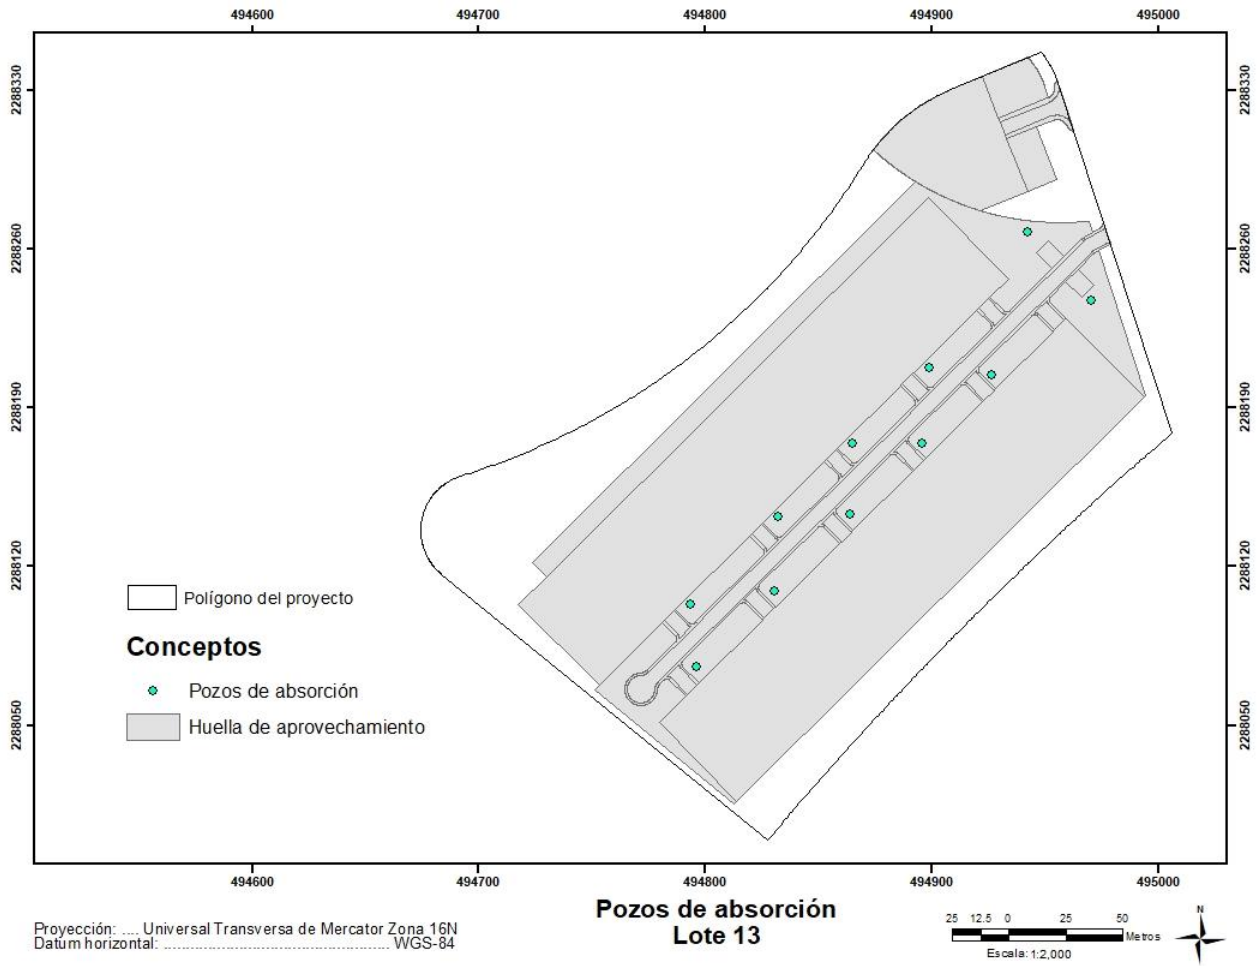 494600 494700 494800 494900 495000
2288330 2288330
2288260 2288260
2288190 2288190
2288120 2288120
2288050 2288050
Polígono del proyecto
Conceptos
Pozos de absorción
Huella de aprovechamiento
494600 494700 494800 494900 495000
Proyección: .... Universal Transversa de Mercator Zona 16N
Datum horizontal: ................................................ WGS-84
Pozos de absorción
Lote 13
25 12.5 0 25 50
Metros
Escala: 1:2,000
N